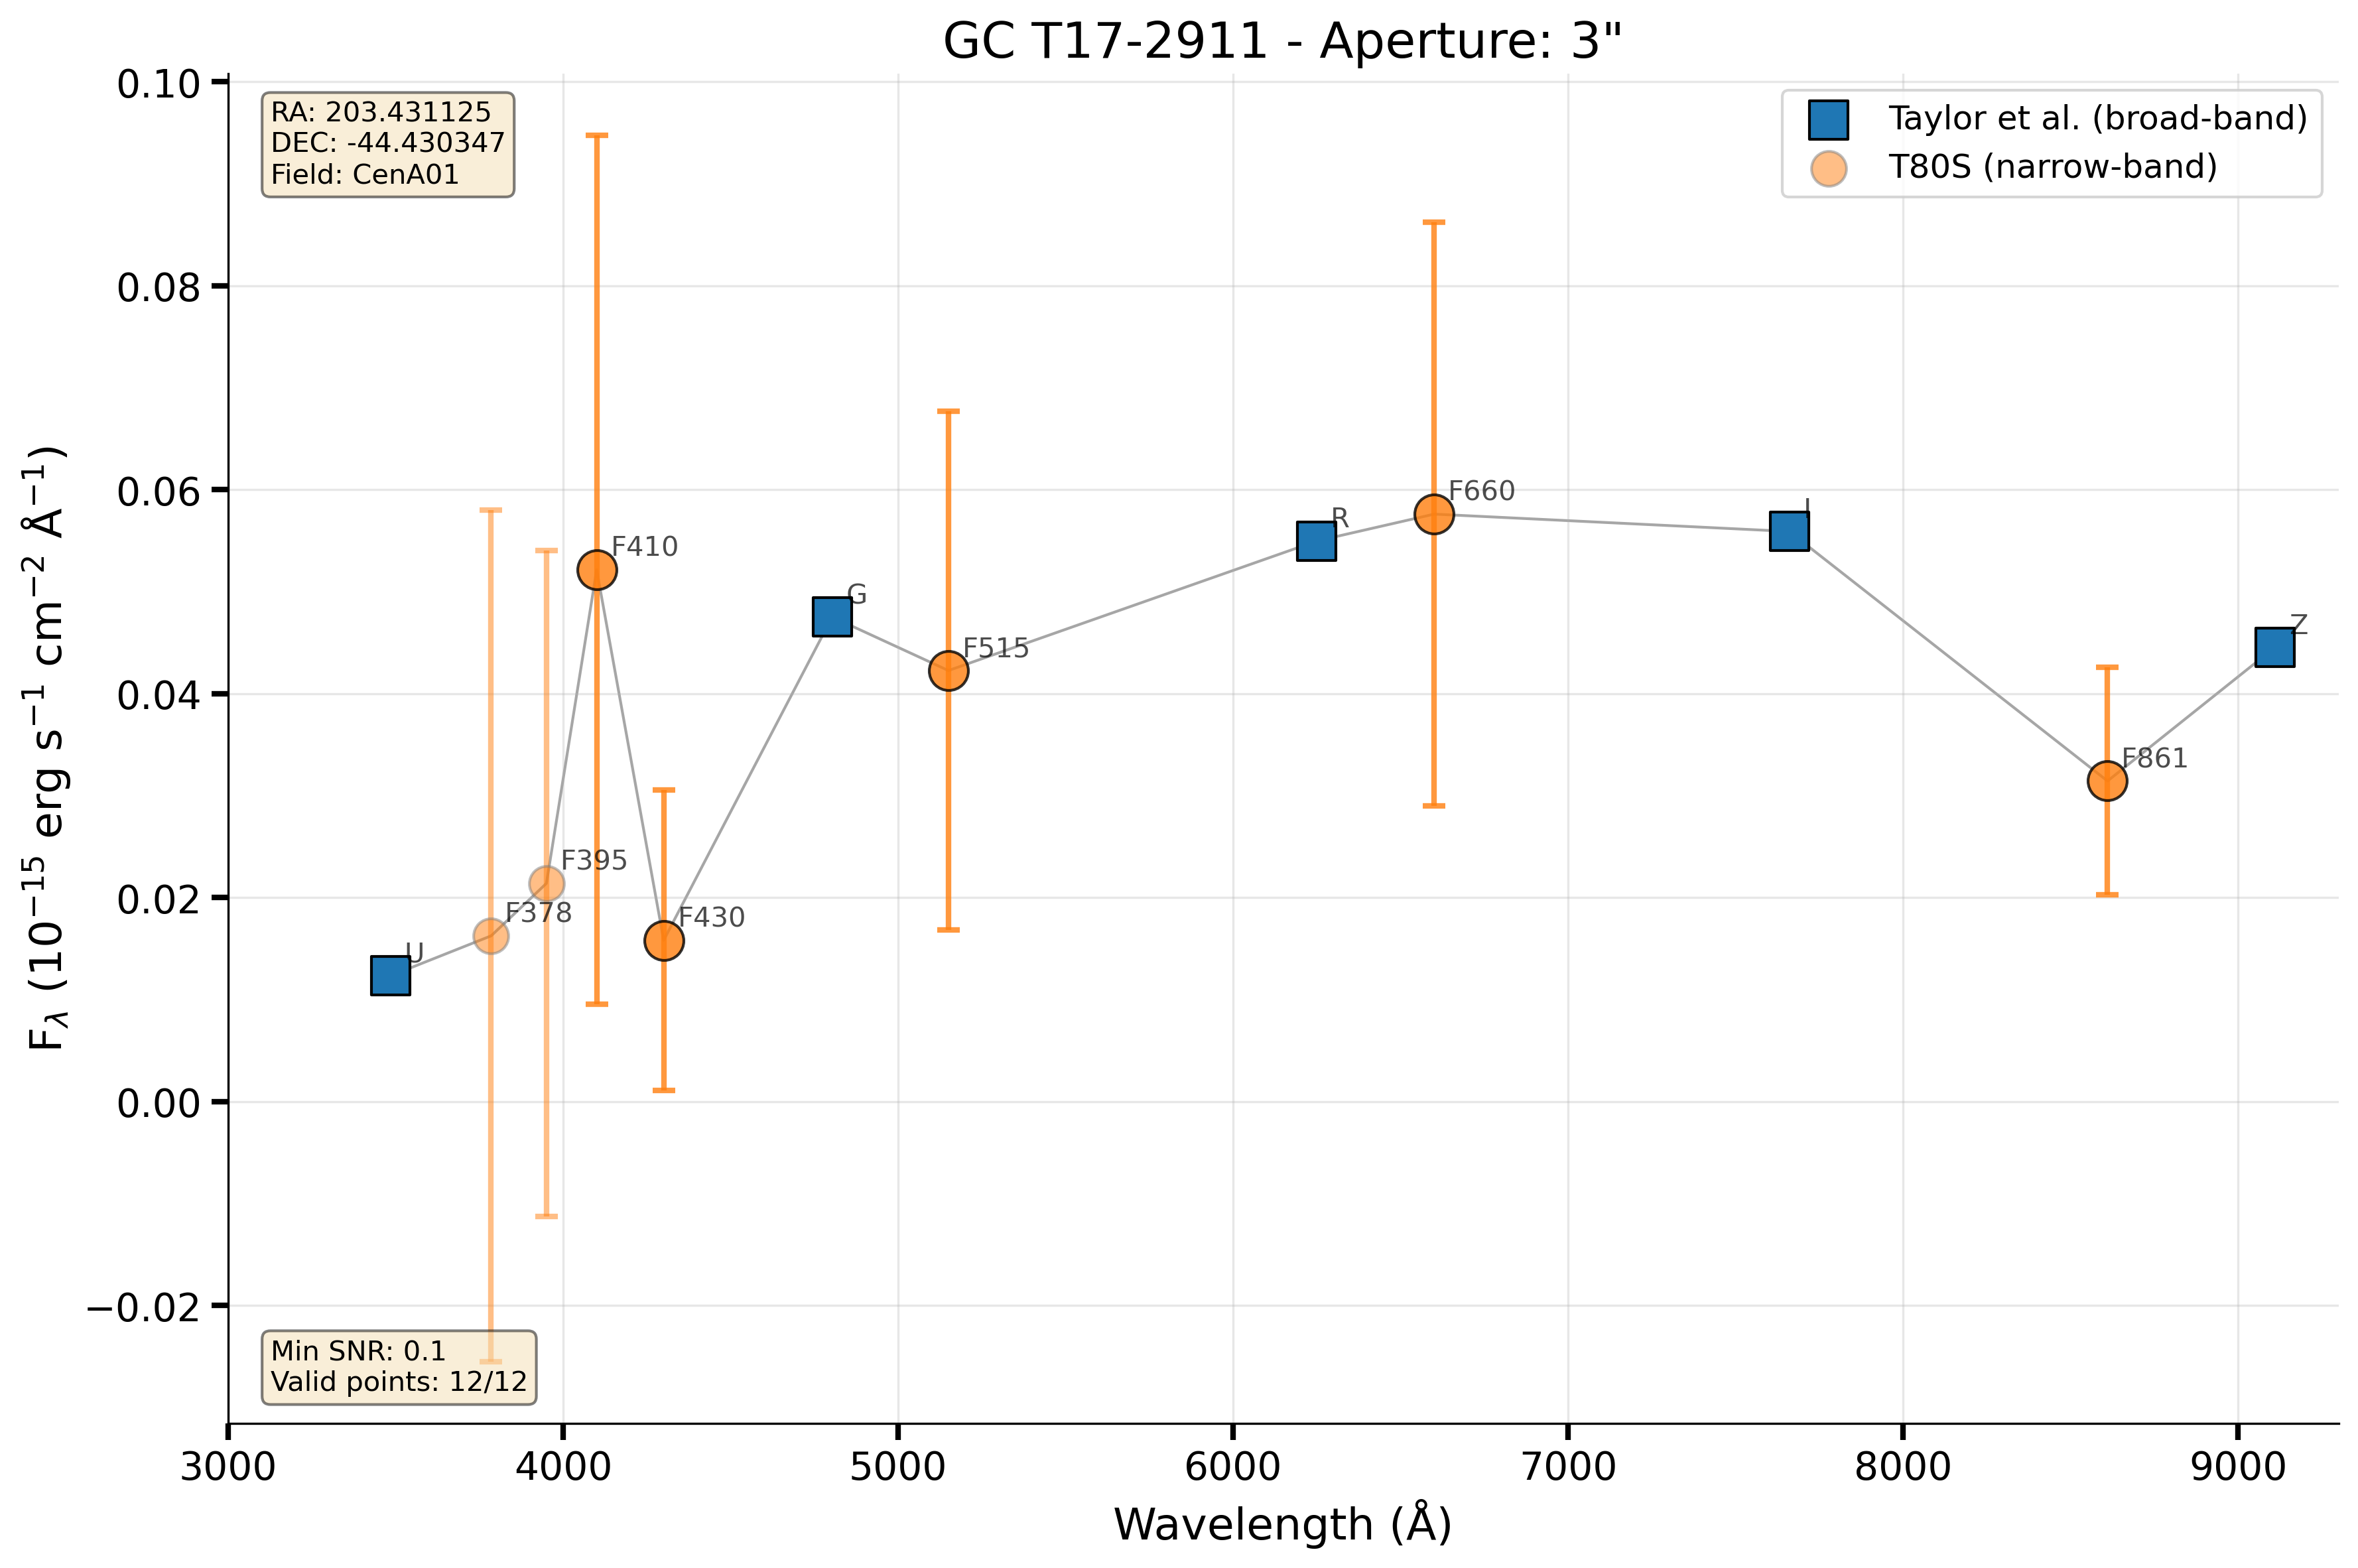 GC T17-2911 - Aperture: 3"
RA: 203.431125
DEC: -44.430347
Field: CenA01
Taylor et al. (broad-band)
T80S (narrow-band)
0.10
0.08
0.06
0.04
0.02
0.00
−0.02
F_λ (10⁻¹⁵ erg s⁻¹ cm⁻² Å⁻¹)
U
F378
F395
F410
F430
G
F515
R
F660
I
F861
Z
Min SNR: 0.1
Valid points: 12/12
3000 4000 5000 6000 7000 8000 9000
Wavelength (Å)